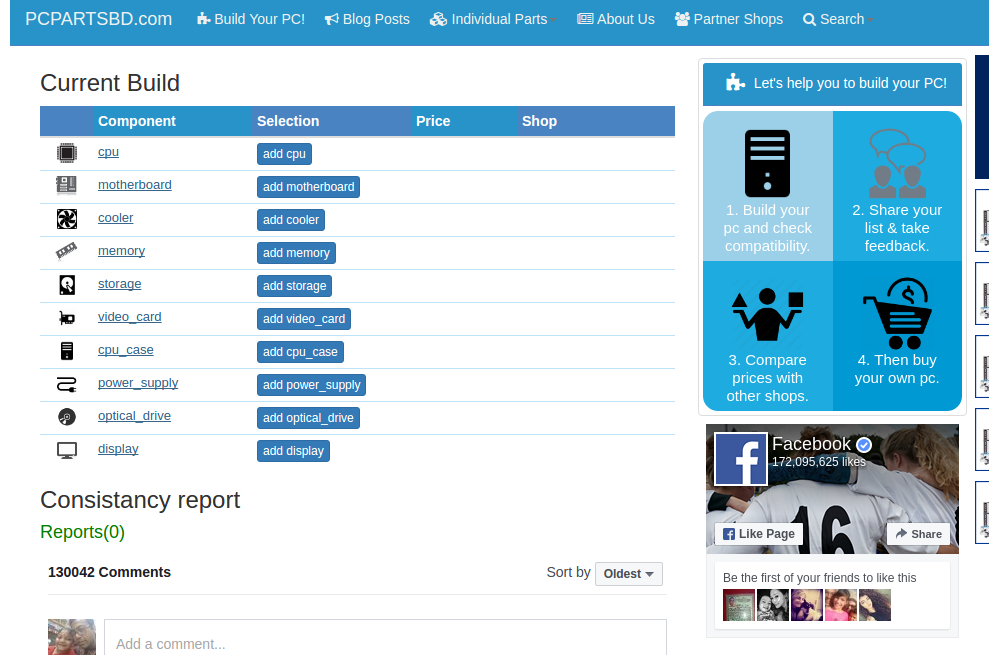 PCPARTSBD.com Build Your PC! Blog Posts Individual Parts About Us Partner Shops Search
Current Build
Component Selection Price Shop
cpu add cpu
motherboard add motherboard
cooler add cooler
memory add memory
storage add storage
video_card add video_card
cpu_case add cpu_case
power_supply add power_supply
optical_drive add optical_drive
display add display
Consistancy report
Reports(0)
130042 Comments Sort by Oldest
Add a comment...
Let's help you to build your PC!
1. Build your
pc and check
compatibility.
2. Share your
list & take
feedback.
3. Compare
prices with
other shops.
4. Then buy
your own pc.
Facebook
172,095,625 likes
16
Like Page Share
Be the first of your friends to like this